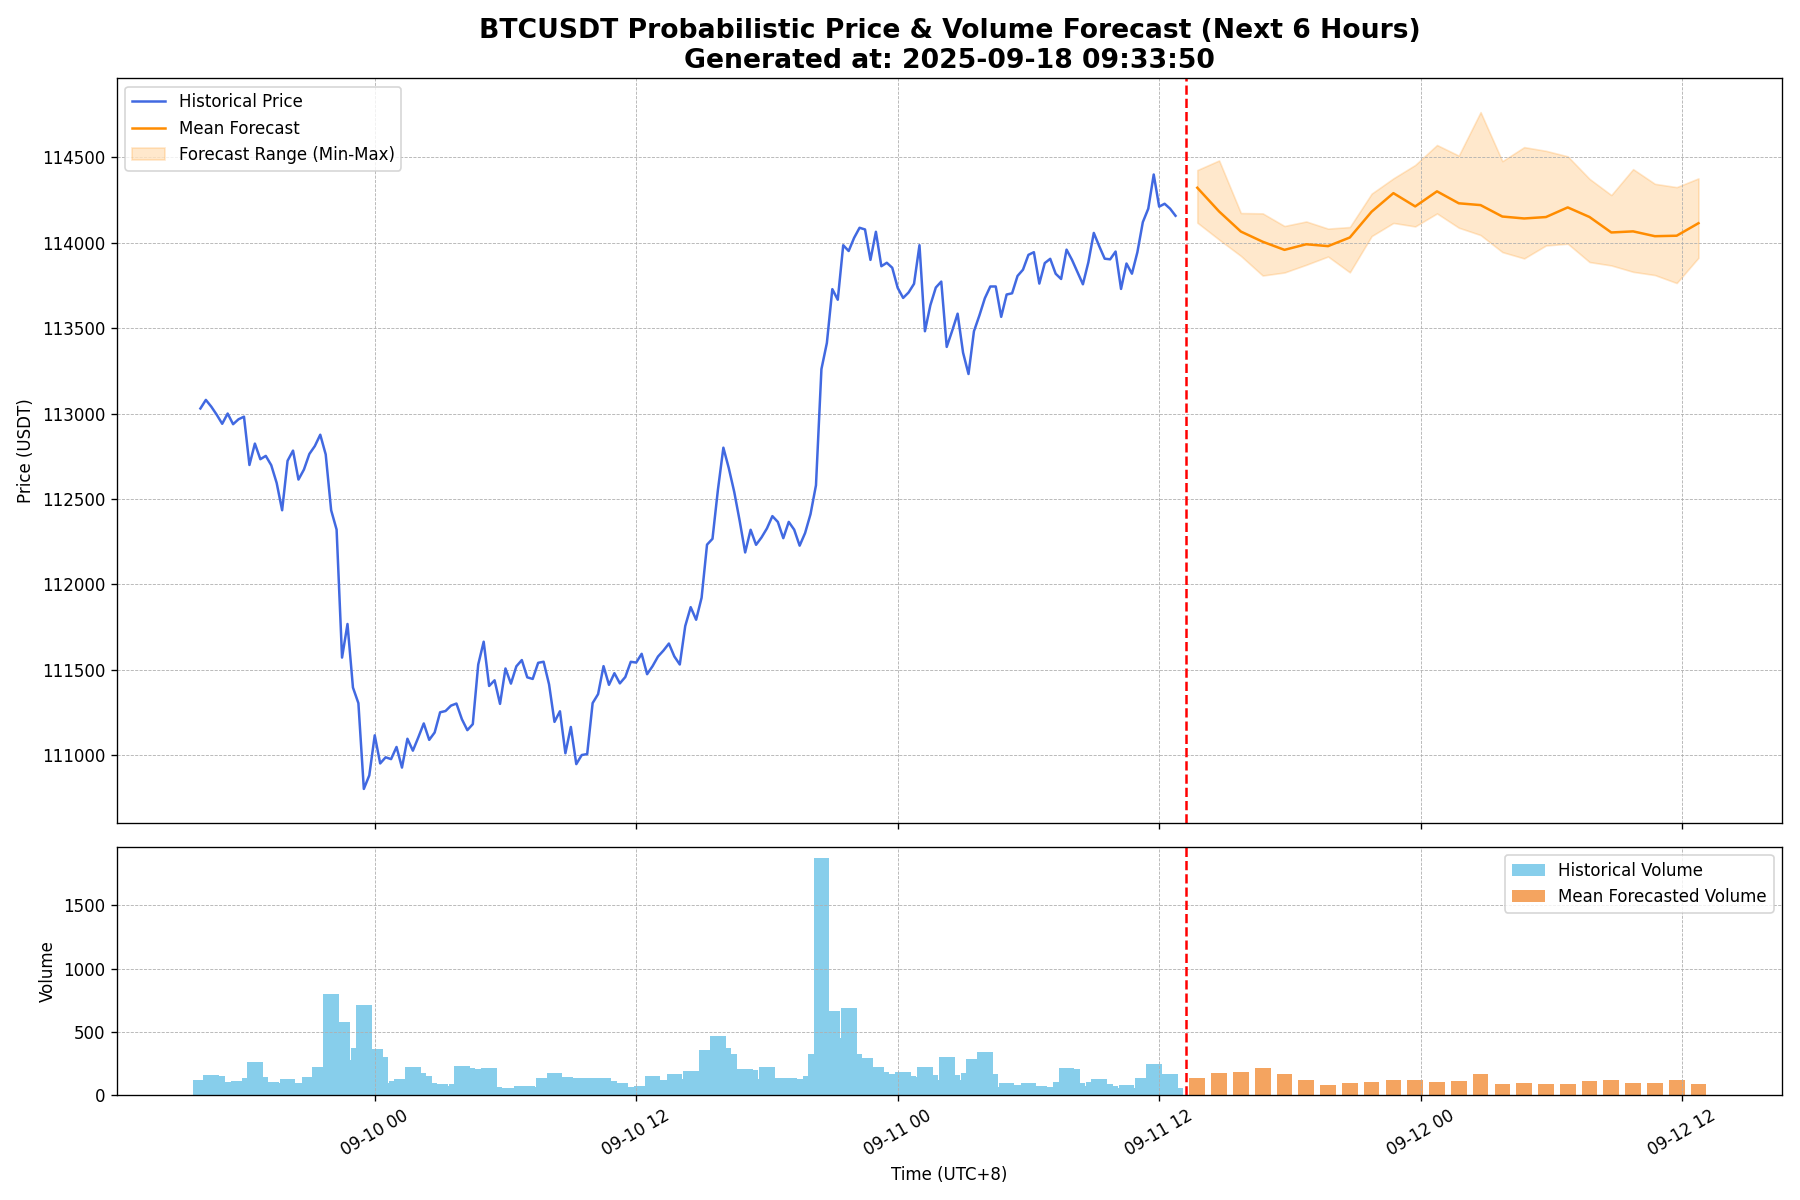 BTCUSDT Probabilistic Price & Volume Forecast (Next 6 Hours)
Generated at: 2025-09-18 09:33:50
Historical Price
Mean Forecast
Forecast Range (Min-Max)
Price (USDT)
114500
114000
113500
113000
112500
112000
111500
111000
Historical Volume
Mean Forecasted Volume
Volume
1500
1000
500
0
09-10 00
09-10 12
09-11 00
09-11 12
09-12 00
09-12 12
Time (UTC+8)